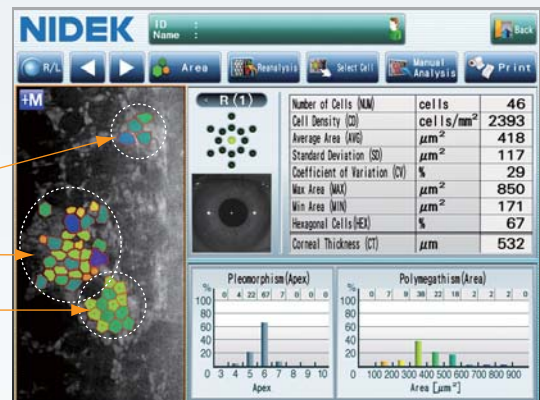 NIDEK
ID :
Name :
Back
R/L
Area
Reanalysis
Select Cell
Manual
Analysis
Print
+M
R(1)
Number of Cells (NUM) cells 46
Cell Density (CD) cells/mm² 2393
Average Area (AVG) μm² 418
Standard Deviation (SD) μm² 117
Coefficient of Variation (CV) % 29
Max Area (MAX) μm² 850
Min Area (MIN) μm² 171
Hexagonal Cells(HEX) % 67
Corneal Thickness (CT) μm 532
Pleomorphism(Apex)
%
0 4 22 67 7 0 0 0
100
80
60
40
20
0 3 4 5 6 7 8 9 10
Apex
Polymegathism(Area)
%
0 7 9 38 22 18 2 2 2 0
100
80
60
40
20
0 100 200 300 400 500 600 700 800 900
Area [μm²]